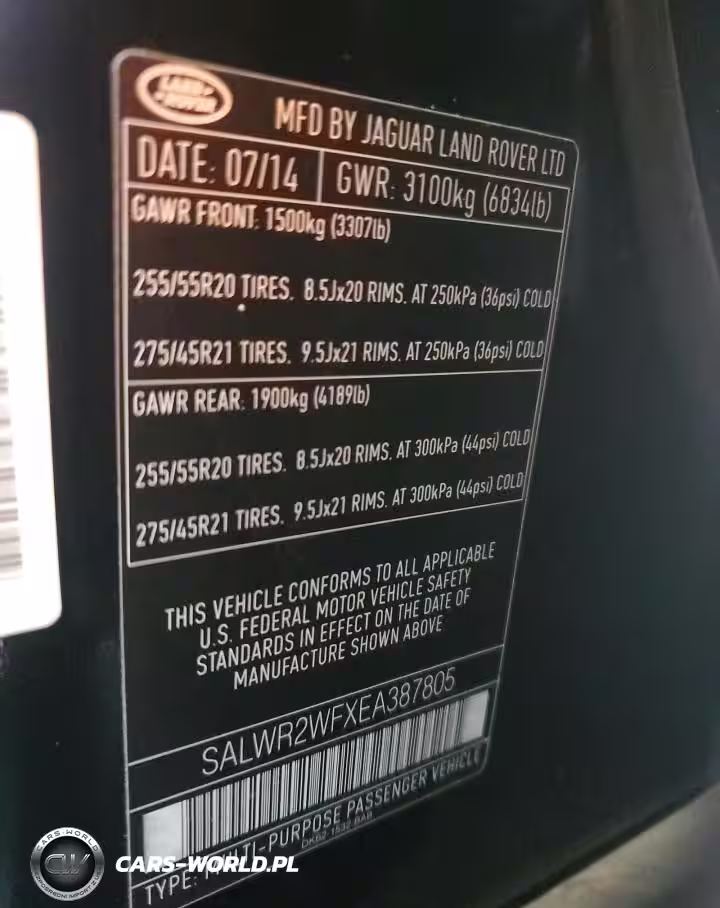 LAND-
-ROVER
MFD BY JAGUAR LAND ROVER LTD
DATE: 07/14 GWR: 3100kg (6834lb)
GAWR FRONT: 1500kg (3307lb)
255/55R20 TIRES. 8.5Jx20 RIMS. AT 250kPa (36psi) COLD
275/45R21 TIRES. 9.5Jx21 RIMS. AT 250kPa (36psi) COLD
GAWR REAR: 1900kg (4189lb)
255/55R20 TIRES. 8.5Jx20 RIMS. AT 300kPa (44psi) COLD
275/45R21 TIRES. 9.5Jx21 RIMS. AT 300kPa (44psi) COLD
THIS VEHICLE CONFORMS TO ALL APPLICABLE
U.S. FEDERAL MOTOR VEHICLE SAFETY
STANDARDS IN EFFECT ON THE DATE OF
MANUFACTURE SHOWN ABOVE
SALWR2WFXEA387805
TYPE: MULTI-PURPOSE PASSENGER VEHICLE
CARS-WORLD
CW
CARS-WORLD.PL